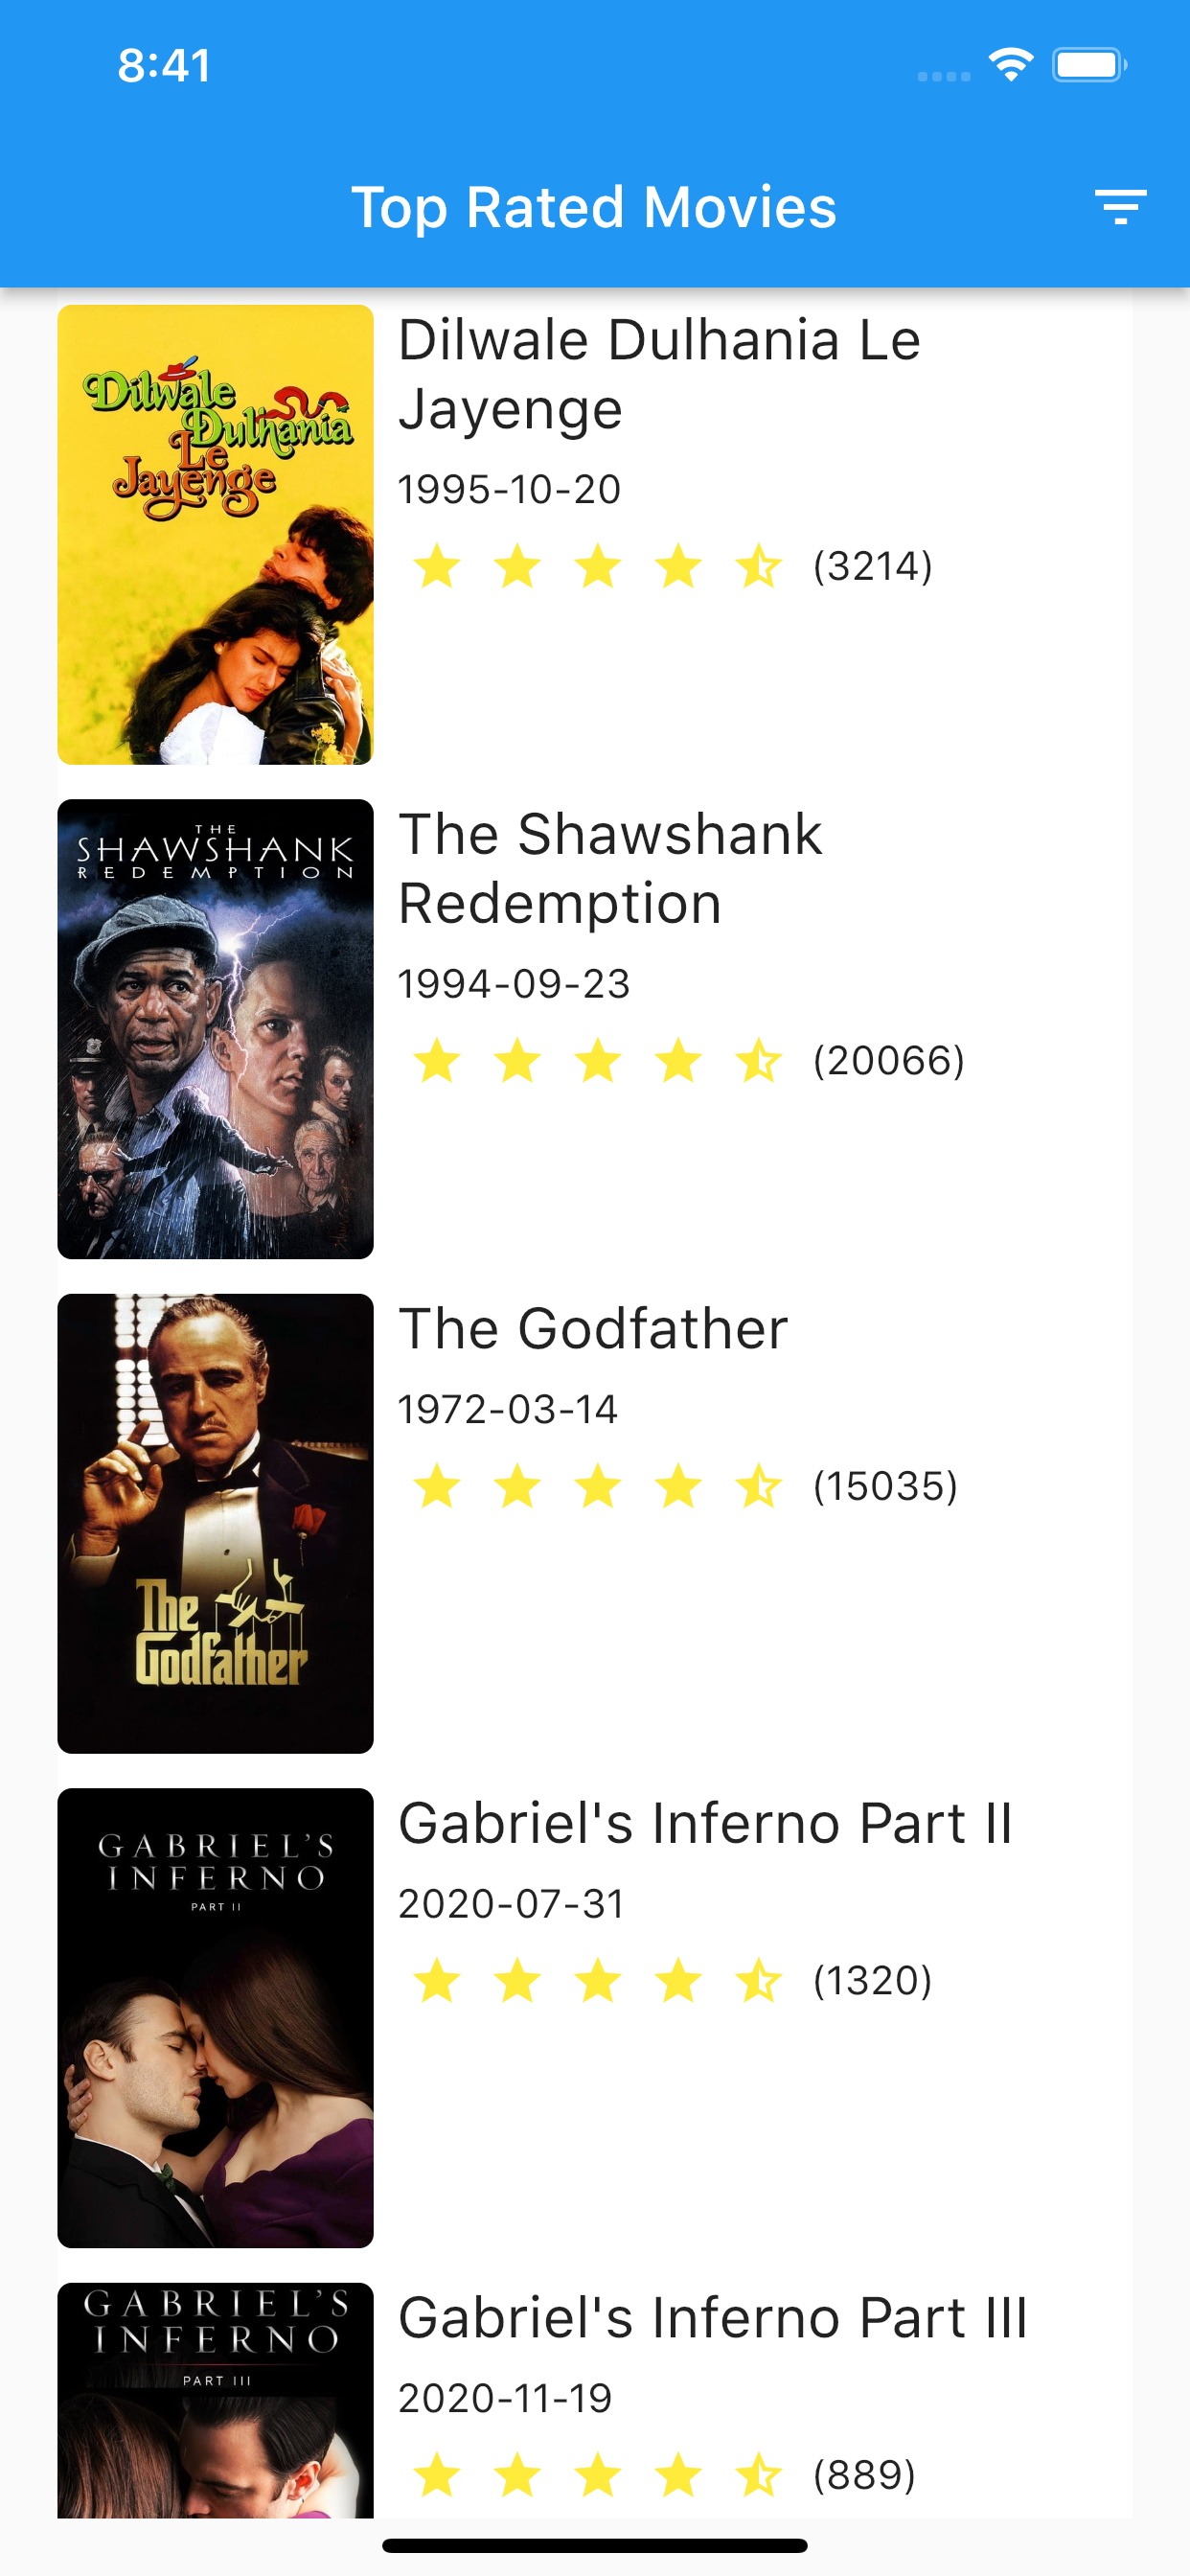 8:41
Top Rated Movies
Dilwale
Dulhania
Le
Jayenge
Dilwale Dulhania Le
Jayenge
1995-10-20
(3214)
THE
SHAWSHANK
REDEMPTION
The Shawshank
Redemption
1994-09-23
(20066)
The
Godfather
The Godfather
1972-03-14
(15035)
GABRIEL'S
INFERNO
PART II
Gabriel's Inferno Part II
2020-07-31
(1320)
GABRIEL'S
INFERNO
PART III
Gabriel's Inferno Part III
2020-11-19
(889)